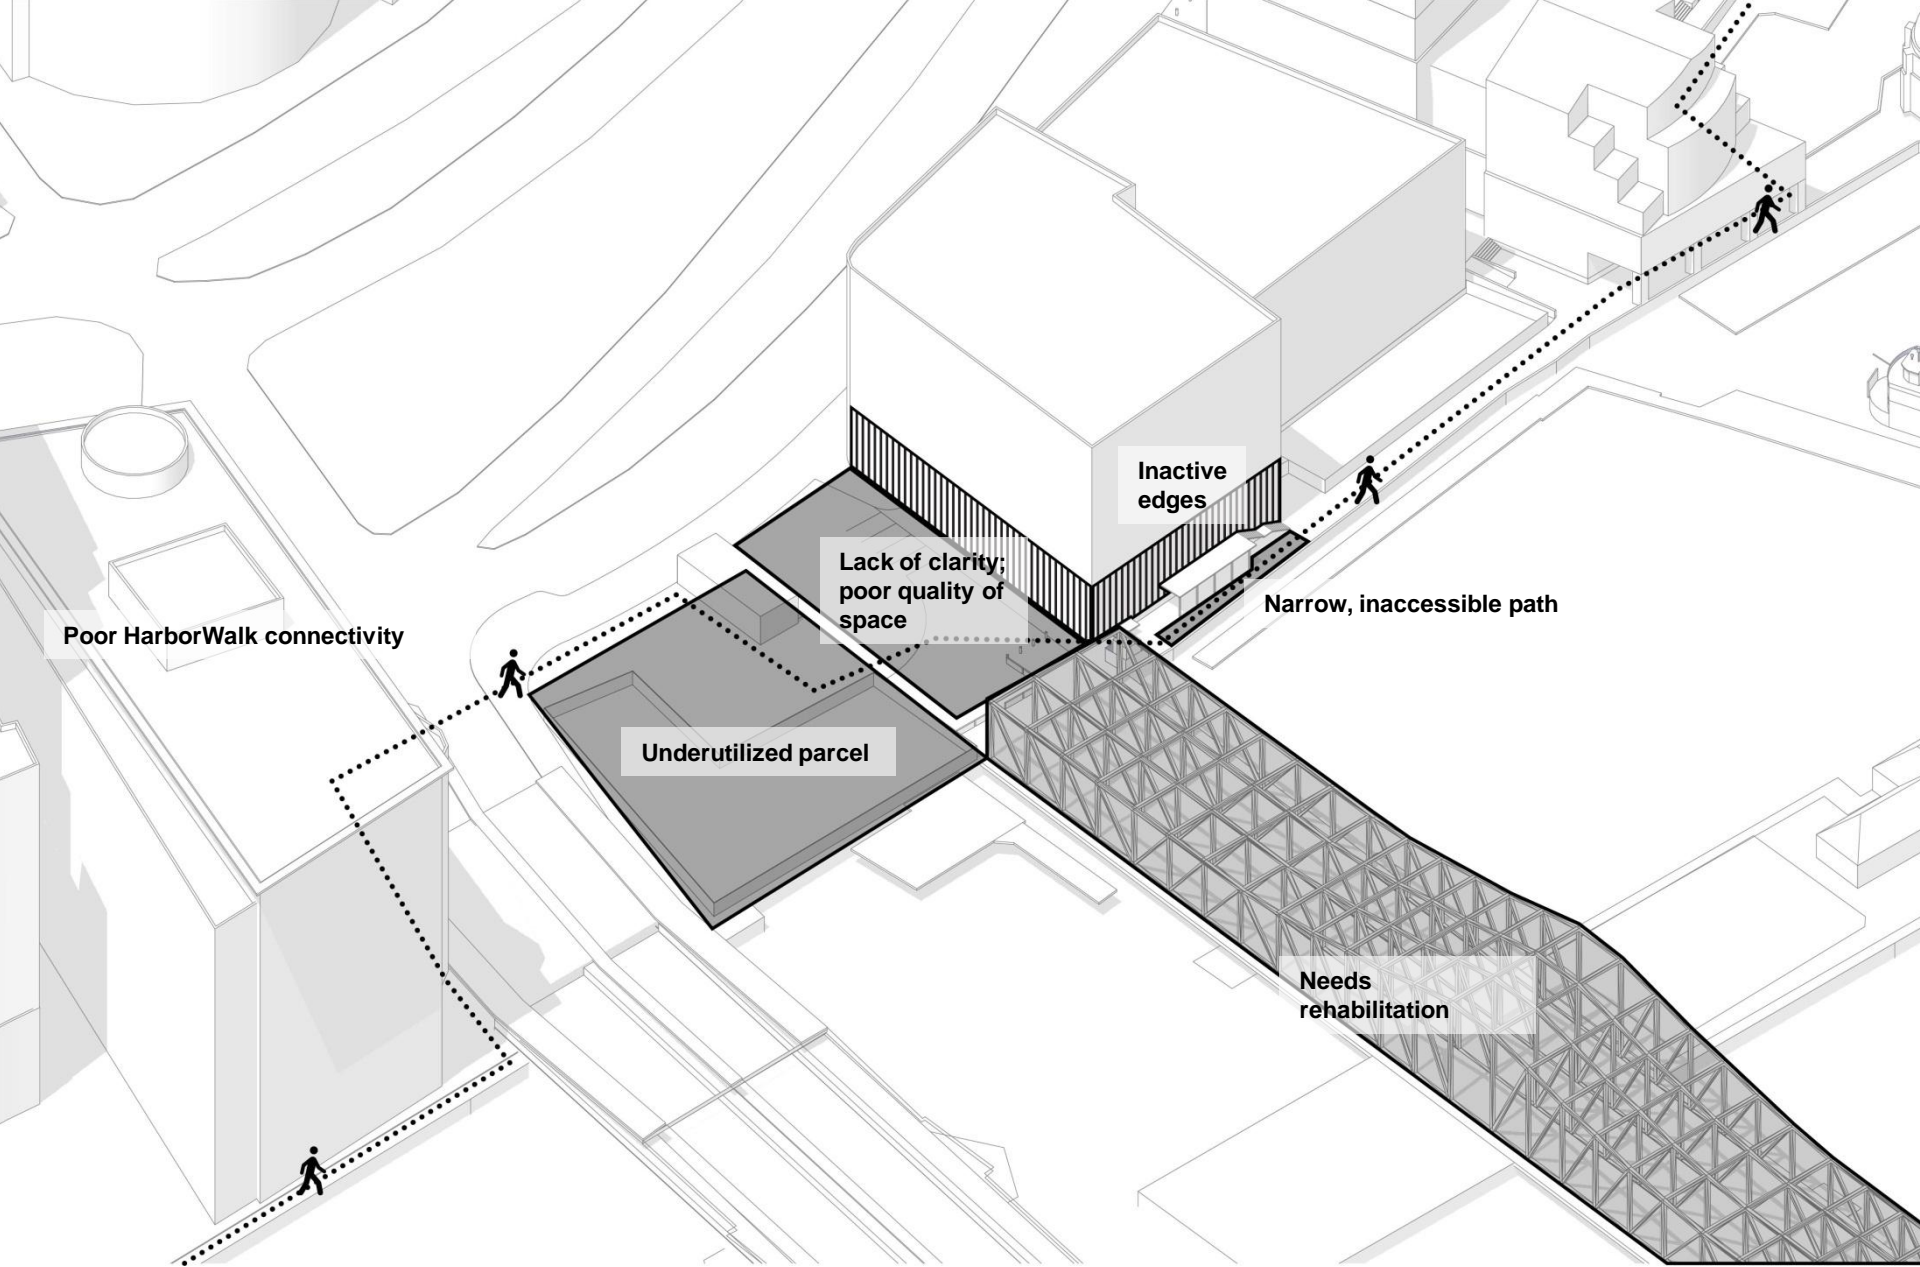 Inactive
edges
Lack of clarity;
poor quality of
space
Narrow, inaccessible path
Poor HarborWalk connectivity
Underutilized parcel
Needs
rehabilitation